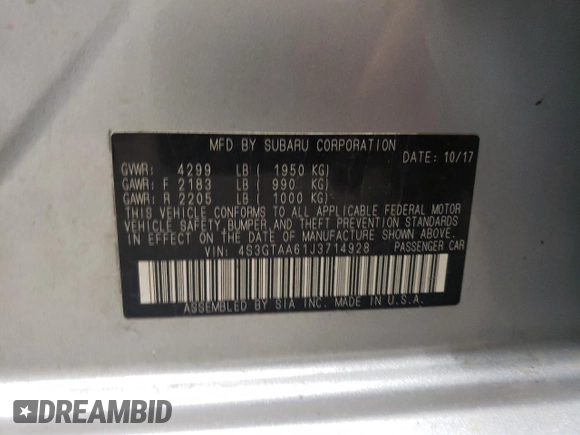 MFD BY SUBARU CORPORATION
DATE: 10/17
GVWR: 4299 LB ( 1950 KG)
GAWR: F 2183 LB ( 990 KG)
GAWR: R 2205 LB ( 1000 KG)
THIS VEHICLE CONFORMS TO ALL APPLICABLE FEDERAL MOTOR
VEHICLE SAFETY, BUMPER, AND THEFT PREVENTION STANDARDS
IN EFFECT ON THE DATE OF MANUFACTURE SHOWN ABOVE.
VIN: 4S3GTAA61J3714928 PASSENGER CAR
ASSEMBLED BY SIA INC. MADE IN U.S.A.
DREAMBID